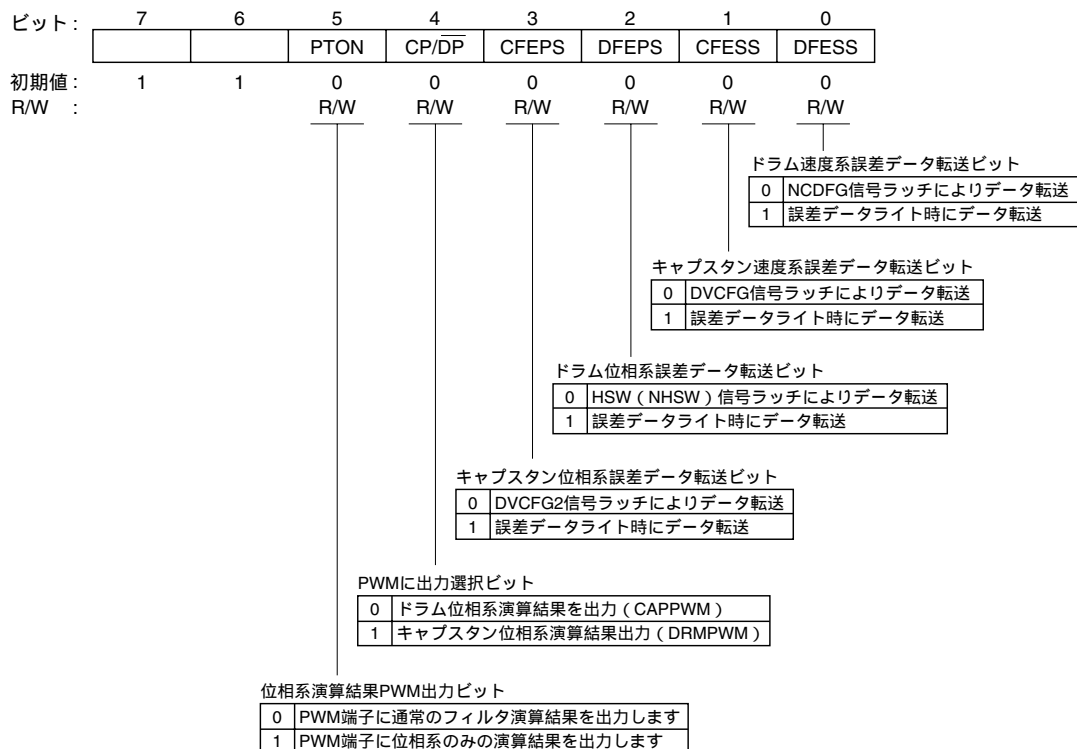 ビット: 7 6 5 4 3 2 1 0
PTON CP/D̅P̅ CFEPS DFEPS CFESS DFESS
初期値: 1 1 0 0 0 0 0 0
R/W : R/W R/W R/W R/W R/W R/W
ドラム速度系誤差データ転送ビット
0 NCDFG信号ラッチによりデータ転送
1 誤差データライト時にデータ転送
キャプスタン速度系誤差データ転送ビット
0 DVCFG信号ラッチによりデータ転送
1 誤差データライト時にデータ転送
ドラム位相系誤差データ転送ビット
0 HSW(NHSW)信号ラッチによりデータ転送
1 誤差データライト時にデータ転送
キャプスタン位相系誤差データ転送ビット
0 DVCFG2信号ラッチによりデータ転送
1 誤差データライト時にデータ転送
PWMに出力選択ビット
0 ドラム位相系演算結果を出力(CAPPWM)
1 キャプスタン位相系演算結果出力(DRMPWM)
位相系演算結果PWM出力ビット
0 PWM端子に通常のフィルタ演算結果を出力します
1 PWM端子に位相系のみの演算結果を出力します